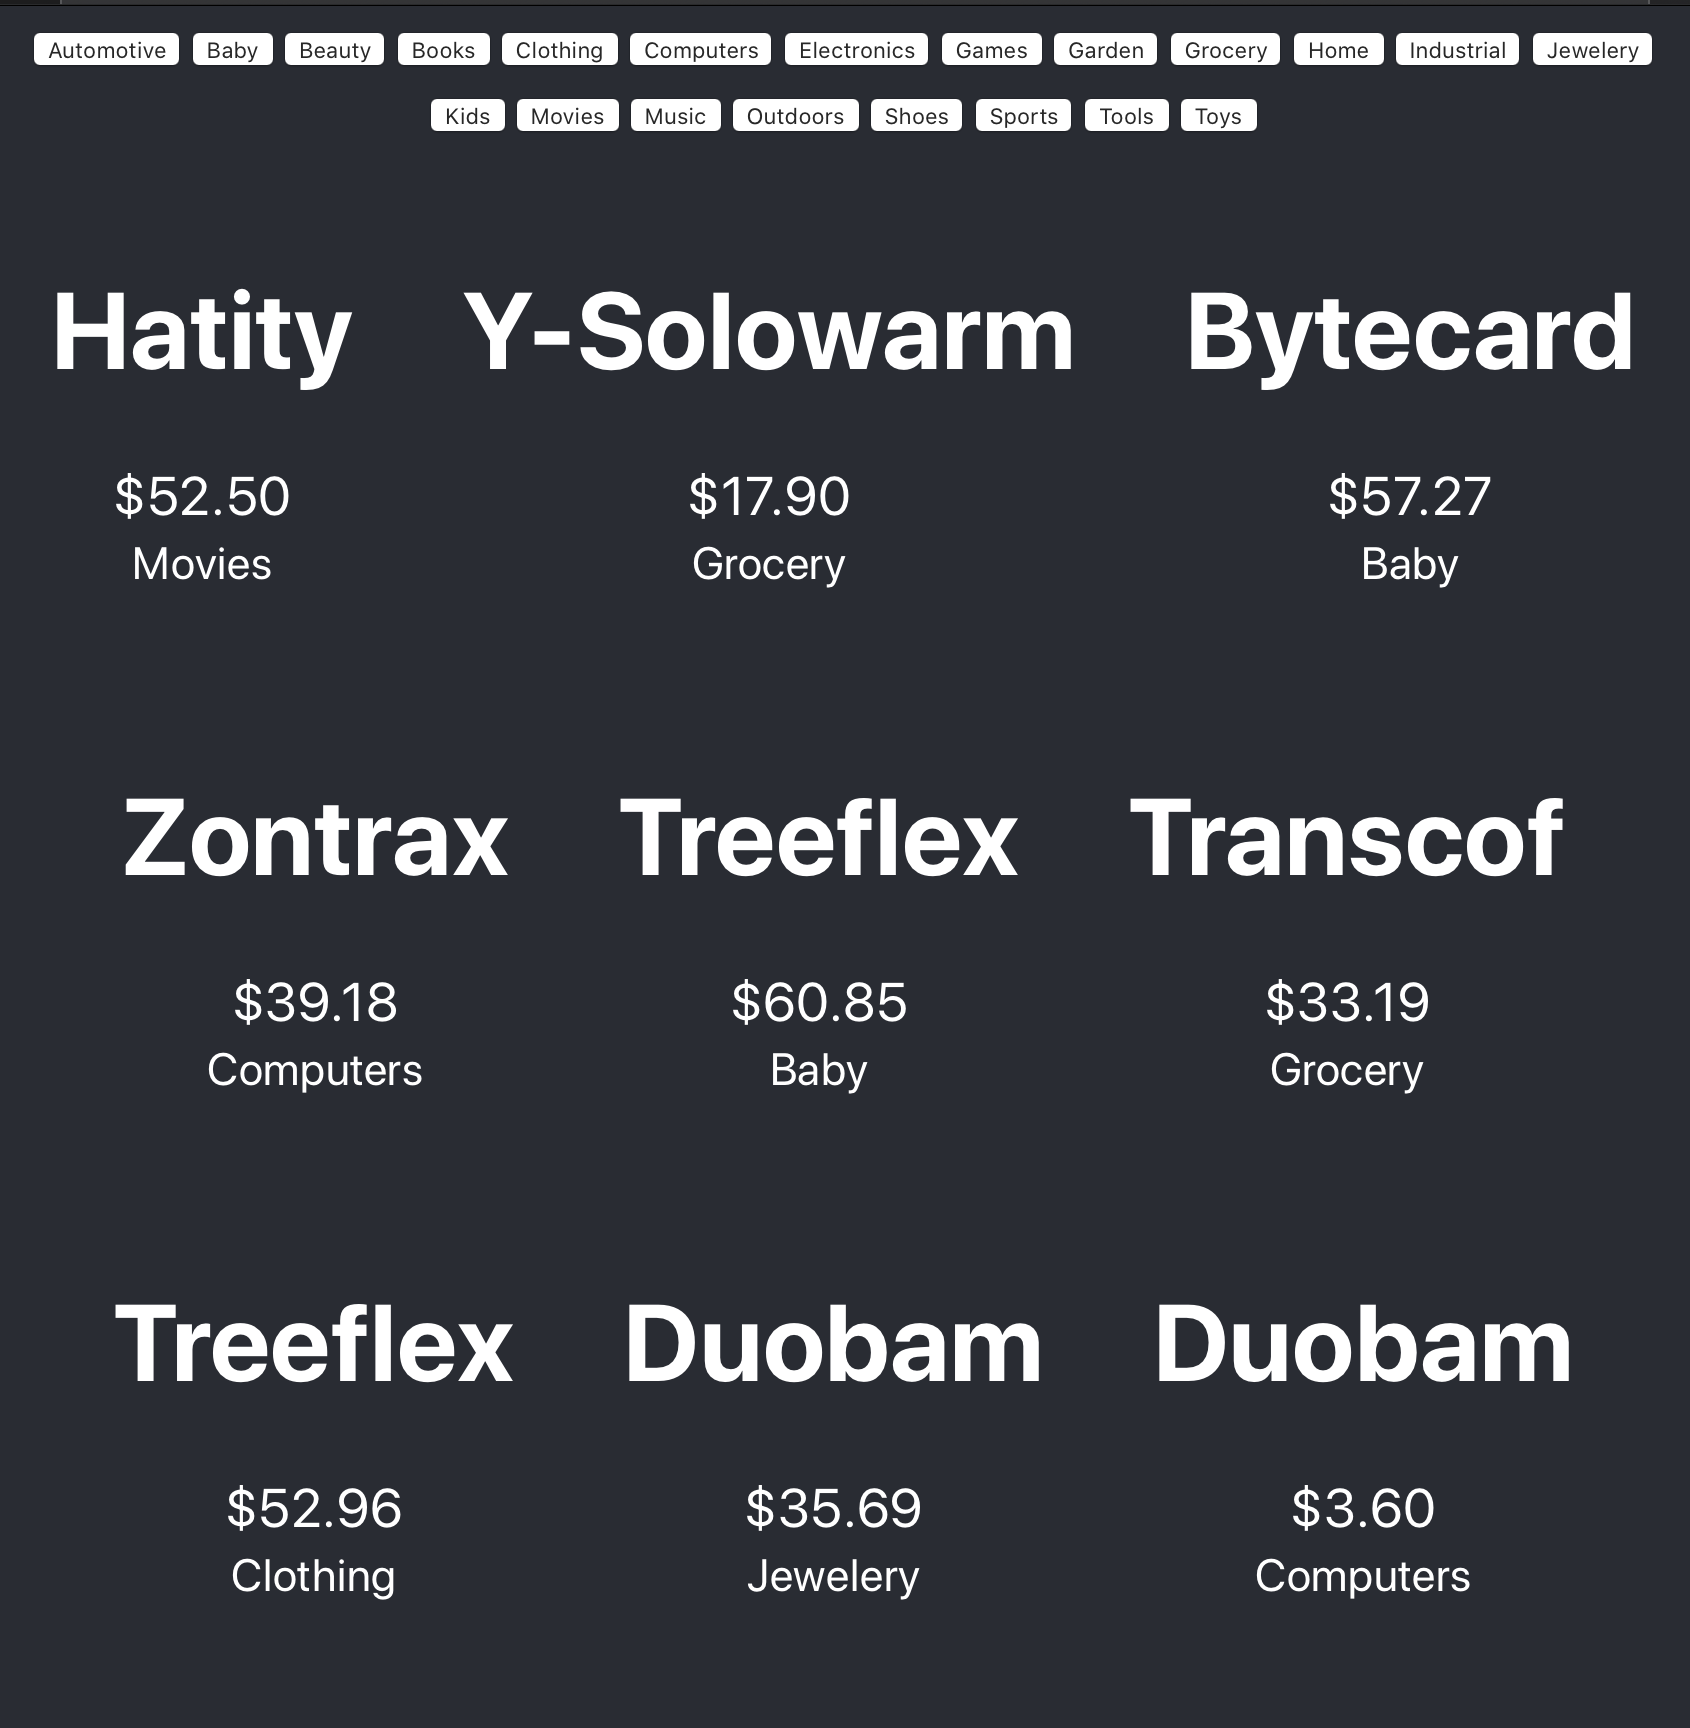 Automotive Baby Beauty Books Clothing Computers Electronics Games Garden Grocery Home Industrial Jewelery
Kids Movies Music Outdoors Shoes Sports Tools Toys
Hatity Y-Solowarm Bytecard
$52.50 $17.90 $57.27
Movies Grocery Baby
Zontrax Treeflex Transcof
$39.18 $60.85 $33.19
Computers Baby Grocery
Treeflex Duobam Duobam
$52.96 $35.69 $3.60
Clothing Jewelery Computers